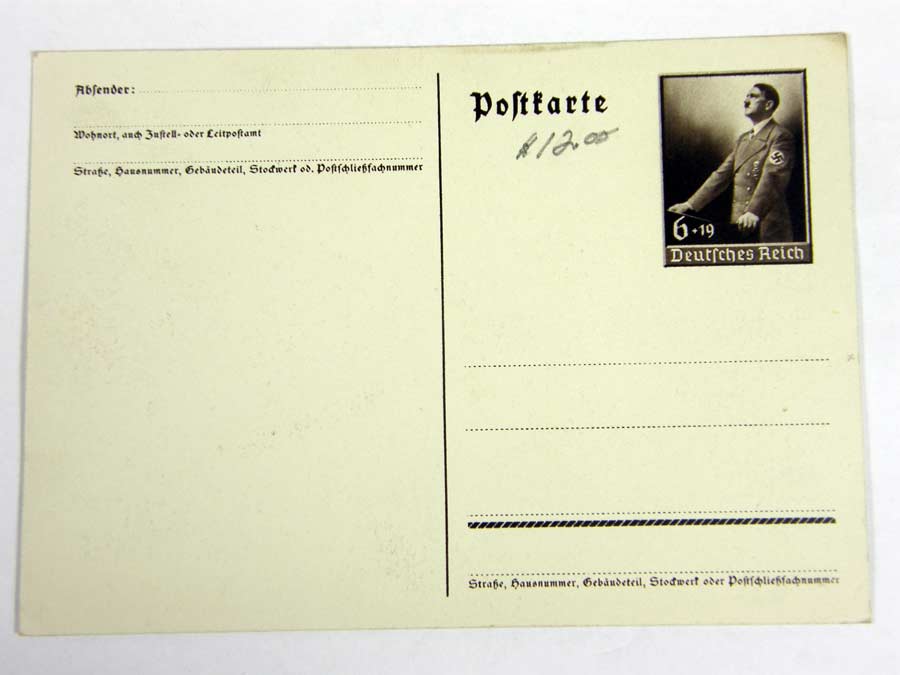 Absender:
Wohnort, auch Zustell- oder Leitpostamt
Straße, Hausnummer, Gebäudeteil, Stockwerk od. Postschließfachnummer
Postkarte
12.00
6+19
Deutsches Reich
Straße, Hausnummer, Gebäudeteil, Stockwerk oder Postschließfachnummer